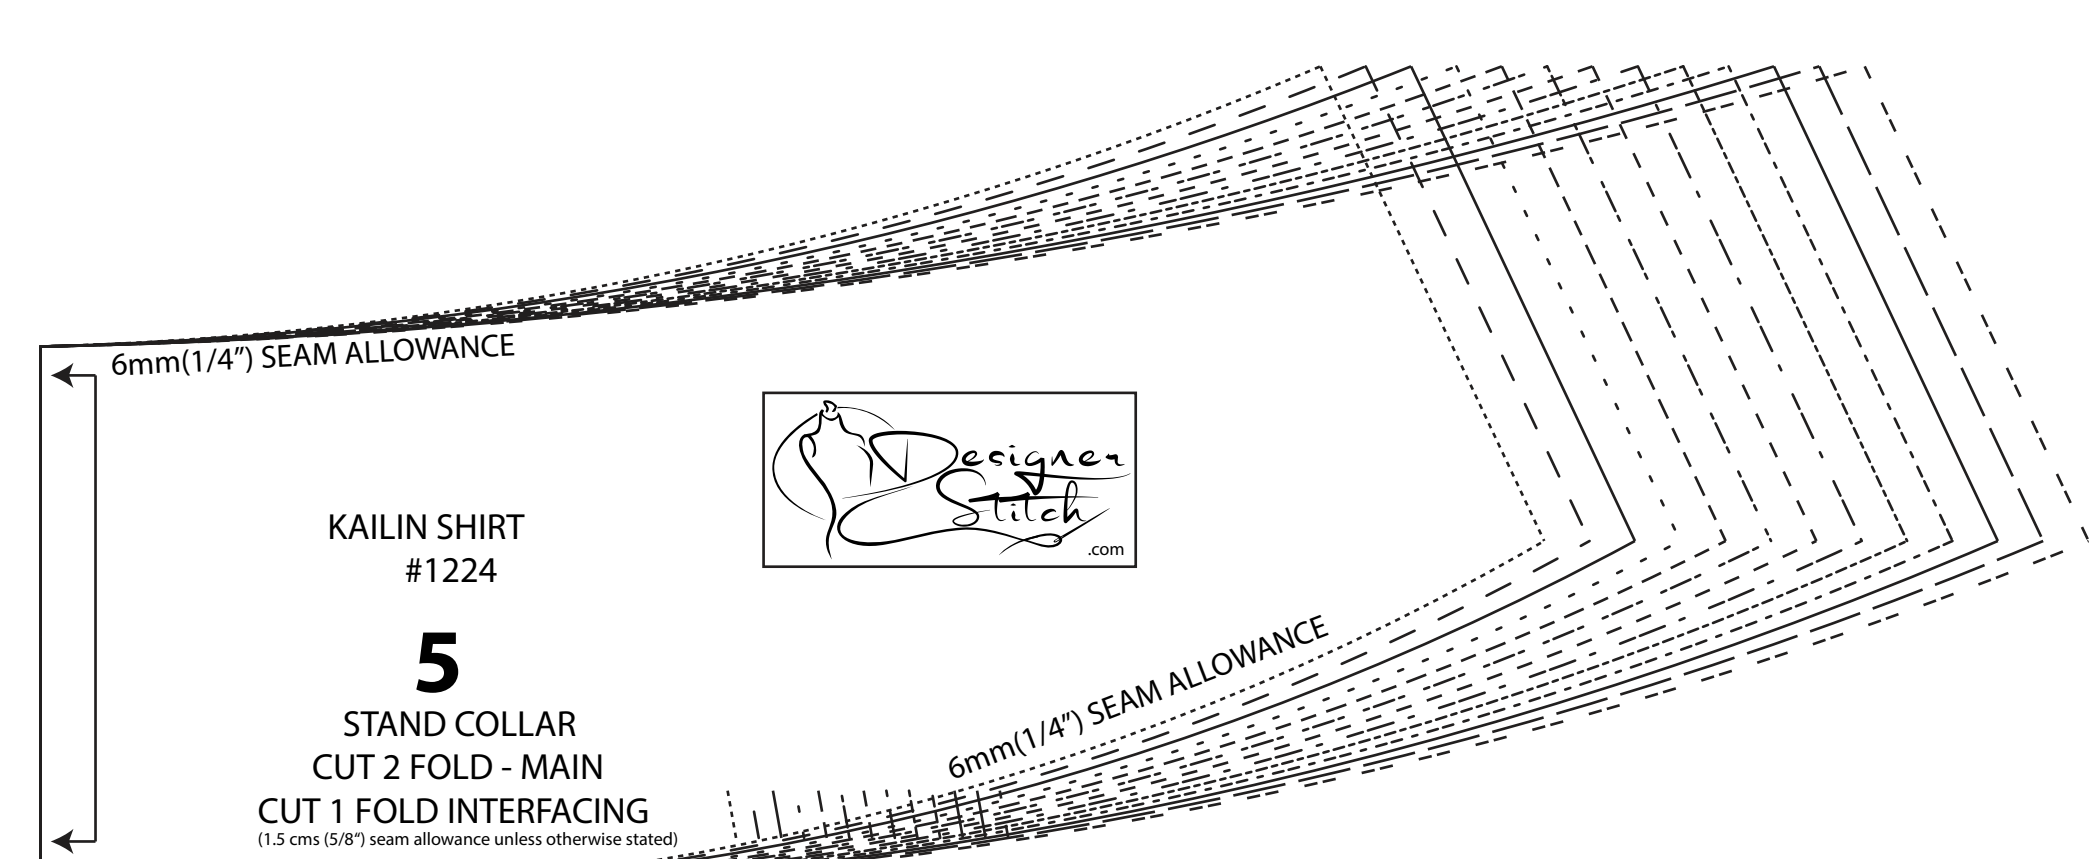 6mm(1/4”) SEAM ALLOWANCE
Designer
Stitch
.com
KAILIN SHIRT
#1224
5
STAND COLLAR
CUT 2 FOLD - MAIN
CUT 1 FOLD INTERFACING
(1.5 cms (5/8“) seam allowance unless otherwise stated)
6mm(1/4”) SEAM ALLOWANCE